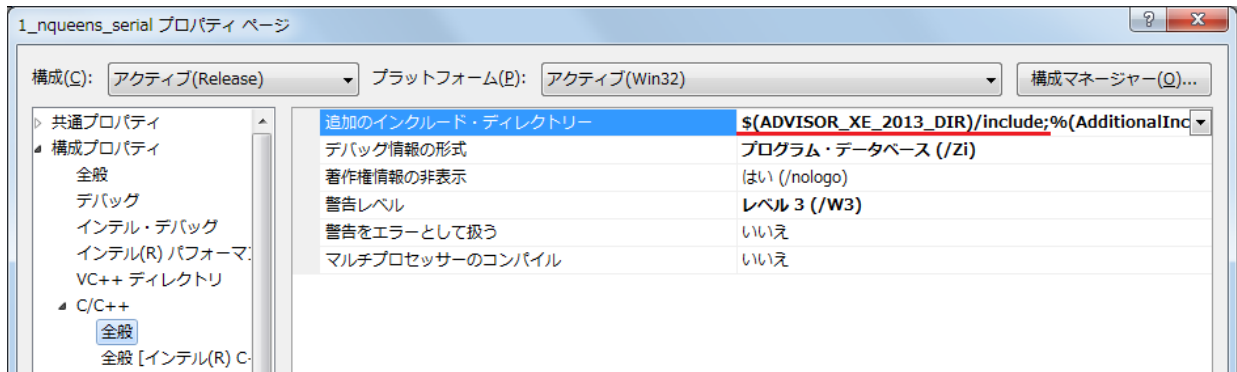 1_nqueens_serial プロパティ ページ
構成(C): アクティブ(Release) プラットフォーム(P): アクティブ(Win32) 構成マネージャー(O)...
共通プロパティ
構成プロパティ
全般
デバッグ
インテル・デバッグ
インテル(R) パフォーマ
VC++ ディレクトリ
C/C++
全般
全般 [インテル(R) C-
追加のインクルード・ディレクトリー $(ADVISOR_XE_2013_DIR)/include;%(AdditionalInc
デバッグ情報の形式 プログラム・データベース (/Zi)
著作権情報の非表示 はい (/nologo)
警告レベル レベル 3 (/W3)
警告をエラーとして扱う いいえ
マルチプロセッサーのコンパイル いいえ